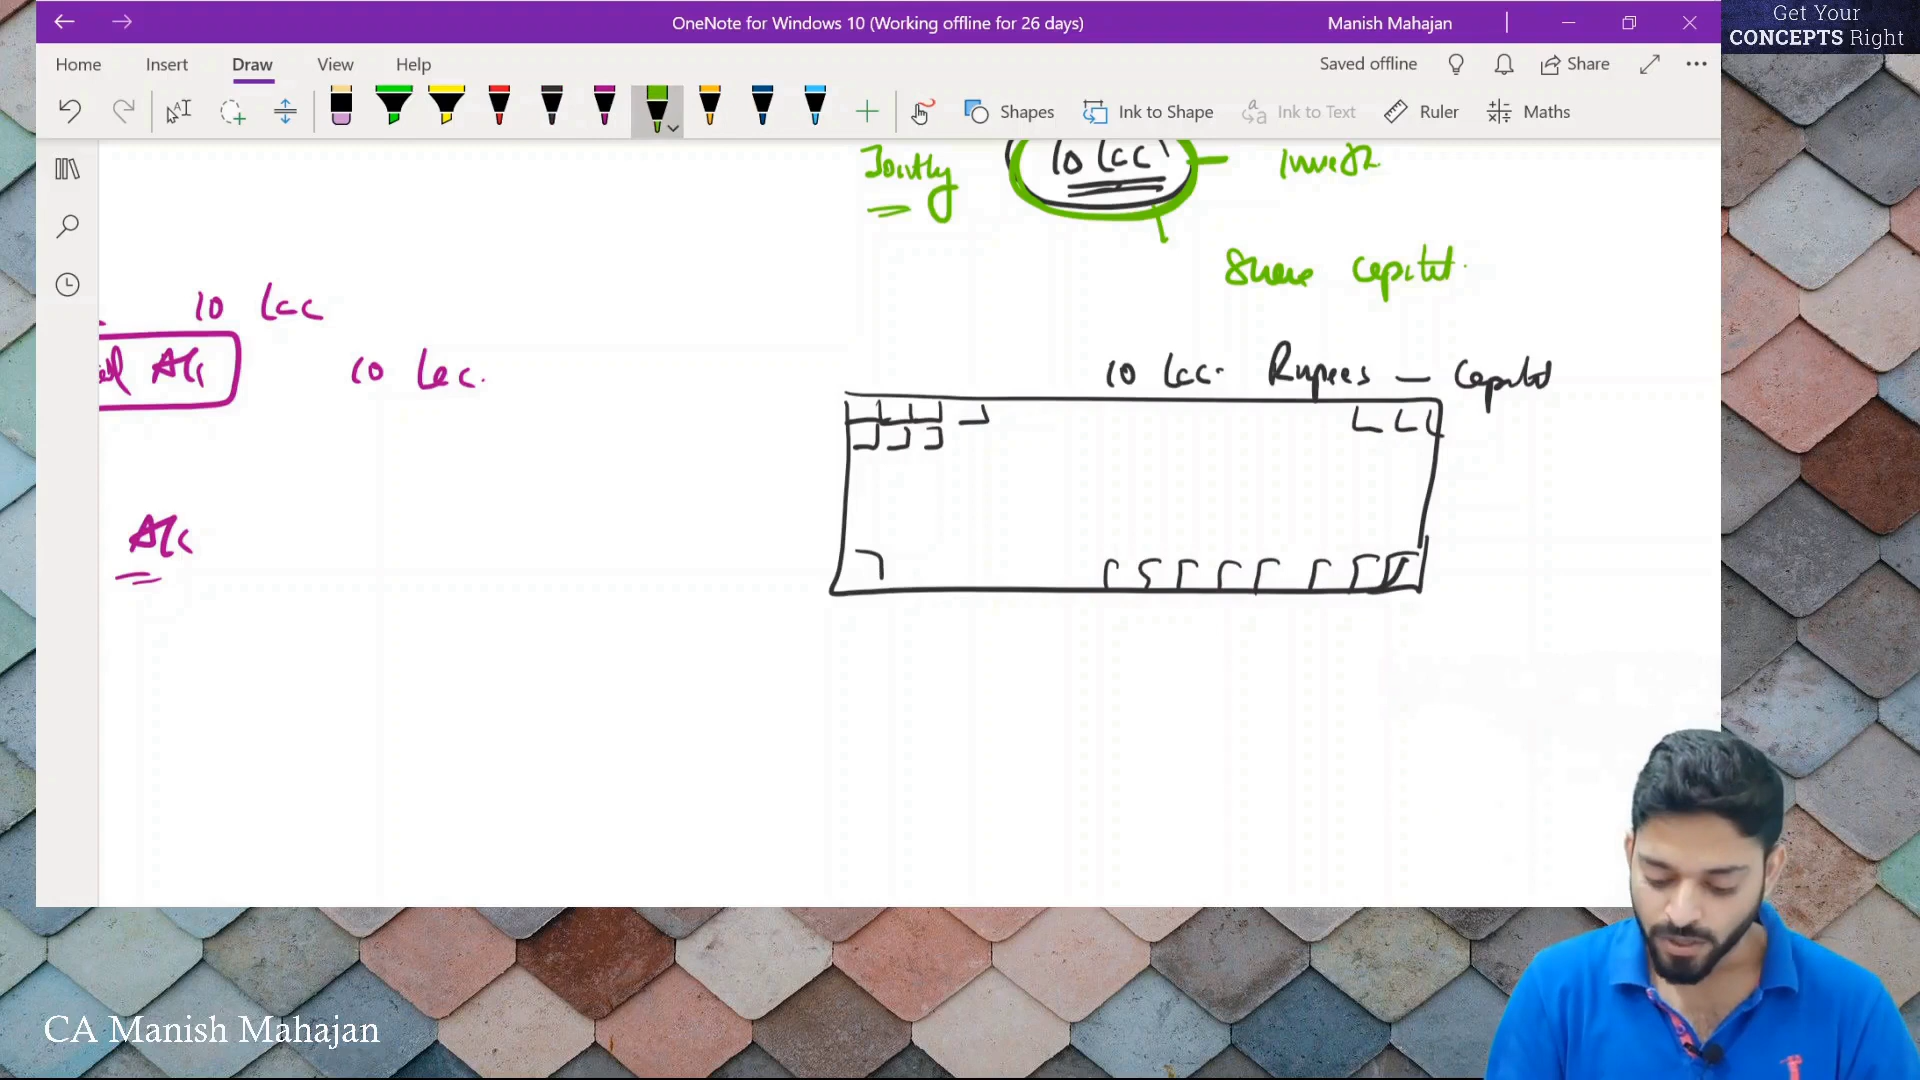 Get Your
CONCEPTS Right
OneNote for Windows 10 (Working offline for 26 days)
Manish Mahajan
Home Insert Draw View Help
Saved offline
Share
Shapes
Ink to Shape
Ink to Text
Ruler
Maths
Jointly
10 Lac
Share Capital
10 Lac
A/c
10 Lac.
10 Lac. Rupees - Capital
A/c
CA Manish Mahajan